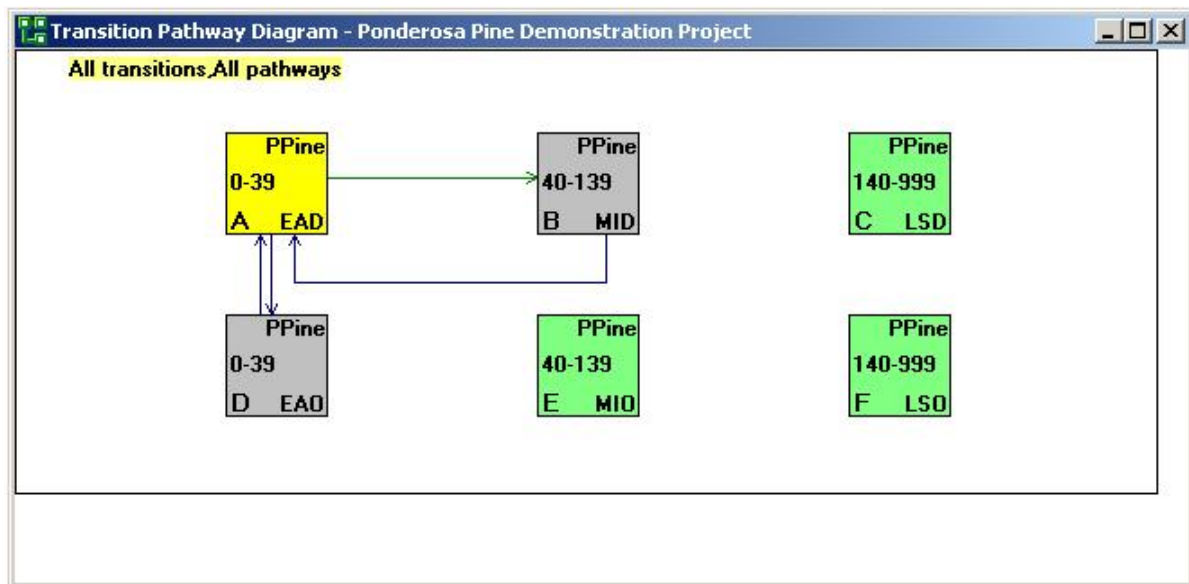 Transition Pathway Diagram - Ponderosa Pine Demonstration Project
All transitions,All pathways
PPine
0-39
A EAD
PPine
40-139
B MID
PPine
140-999
C LSD
PPine
0-39
D EAO
PPine
40-139
E MIO
PPine
140-999
F LSO